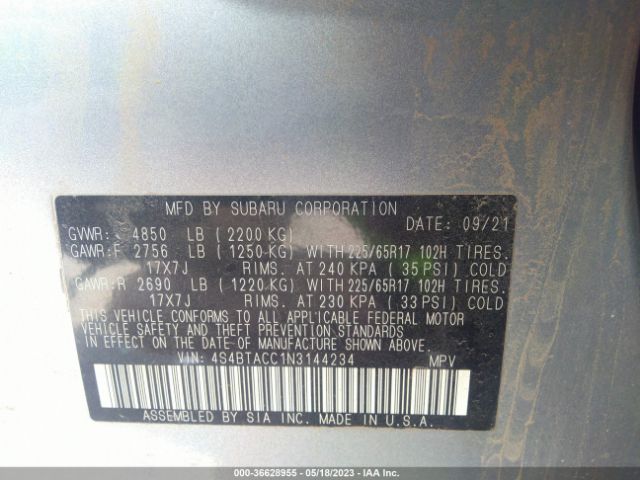 MFD BY SUBARU CORPORATION
DATE: 09/21
GVWR: 4850 LB (2200 KG)
GAWR:F 2756 LB (1250 KG) WITH 225/65R17 102H TIRES.
17X7J RIMS. AT 240 KPA (35 PSI) COLD
GAWR:R 2690 LB (1220 KG) WITH 225/65R17 102H TIRES.
17X7J RIMS. AT 230 KPA (33 PSI) COLD
THIS VEHICLE CONFORMS TO ALL APPLICABLE FEDERAL MOTOR
VEHICLE SAFETY AND THEFT PREVENTION STANDARDS
IN EFFECT ON THE DATE OF MANUFACTURE SHOWN ABOVE.
VIN: 4S4BTACC1N3144234 MPV
ASSEMBLED BY SIA INC. MADE IN U.S.A.
000-36628955 - 05/18/2023 - IAA Inc.